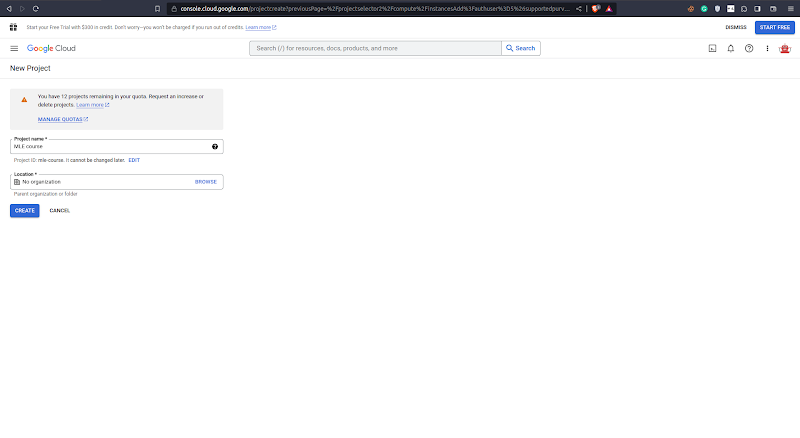 console.cloud.google.com/projectcreate?previousPage=%2Fprojectselector2%2Fcompute%2FinstancesAdd%3Fauthuser%3D5%26supportedpurv...
Start your Free Trial with $300 in credit. Don't worry—you won't be charged if you run out of credits. Learn more
DISMISS
START FREE
Google Cloud
Search (/) for resources, docs, products, and more
Search
New Project
You have 12 projects remaining in your quota. Request an increase or
delete projects. Learn more
MANAGE QUOTAS
Project name *
MLE-course
Project ID: mle-course. It cannot be changed later. EDIT
Location *
No organization
BROWSE
Parent organization or folder
CREATE
CANCEL